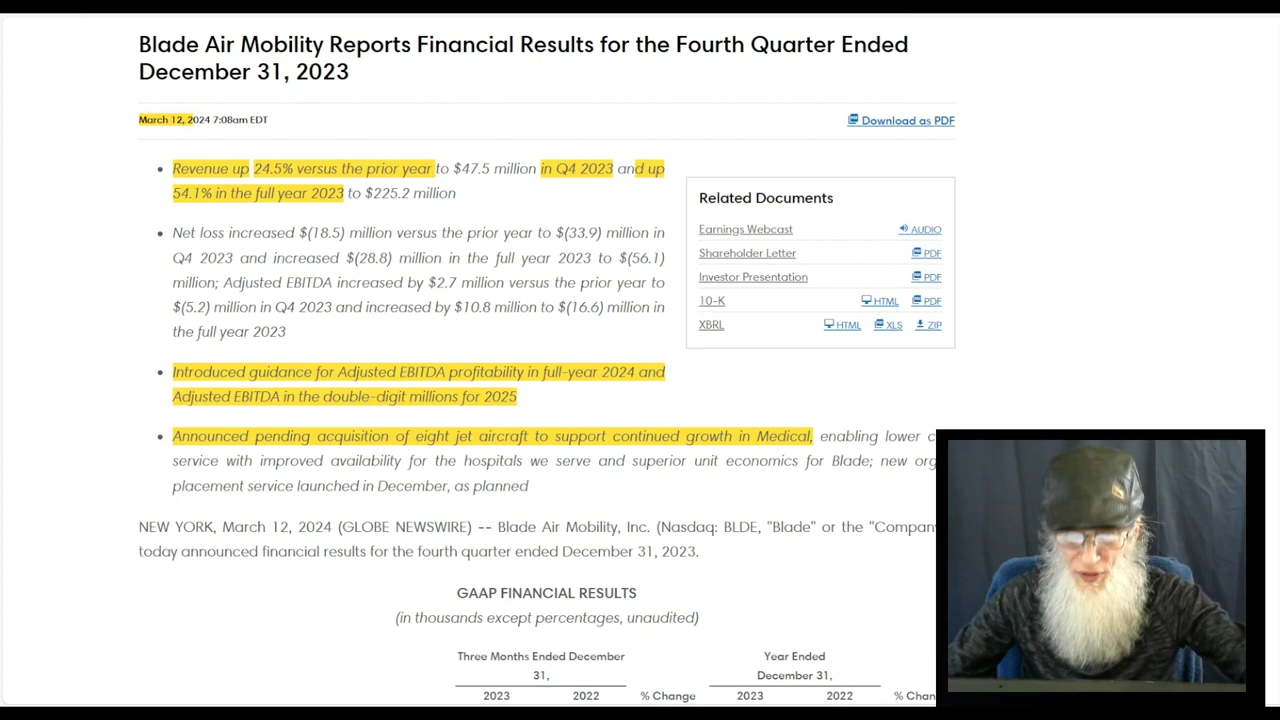 Blade Air Mobility Reports Financial Results for the Fourth Quarter Ended
December 31, 2023
March 12, 2024 7:08am EDT
Download as PDF
• Revenue up 24.5% versus the prior year to $47.5 million in Q4 2023 and up
54.1% in the full year 2023 to $225.2 million
• Net loss increased $(18.5) million versus the prior year to $(33.9) million in
Q4 2023 and increased $(28.8) million in the full year 2023 to $(56.1)
million; Adjusted EBITDA increased by $2.7 million versus the prior year to
$(5.2) million in Q4 2023 and increased by $10.8 million to $(16.6) million in
the full year 2023
• Introduced guidance for Adjusted EBITDA profitability in full-year 2024 and
Adjusted EBITDA in the double-digit millions for 2025
Related Documents
Earnings Webcast AUDIO
Shareholder Letter PDF
Investor Presentation PDF
10-K HTML PDF
XBRL HTML XLS ZIP
• Announced pending acquisition of eight jet aircraft to support continued growth in Medical, enabling lower c
service with improved availability for the hospitals we serve and superior unit economics for Blade; new org
placement service launched in December, as planned
NEW YORK, March 12, 2024 (GLOBE NEWSWIRE) -- Blade Air Mobility, Inc. (Nasdaq: BLDE, "Blade" or the "Company
today announced financial results for the fourth quarter ended December 31, 2023.
GAAP FINANCIAL RESULTS
(in thousands except percentages, unaudited)
Three Months Ended December
31,
Year Ended
December 31,
2023 2022 % Change 2023 2022 % Chan